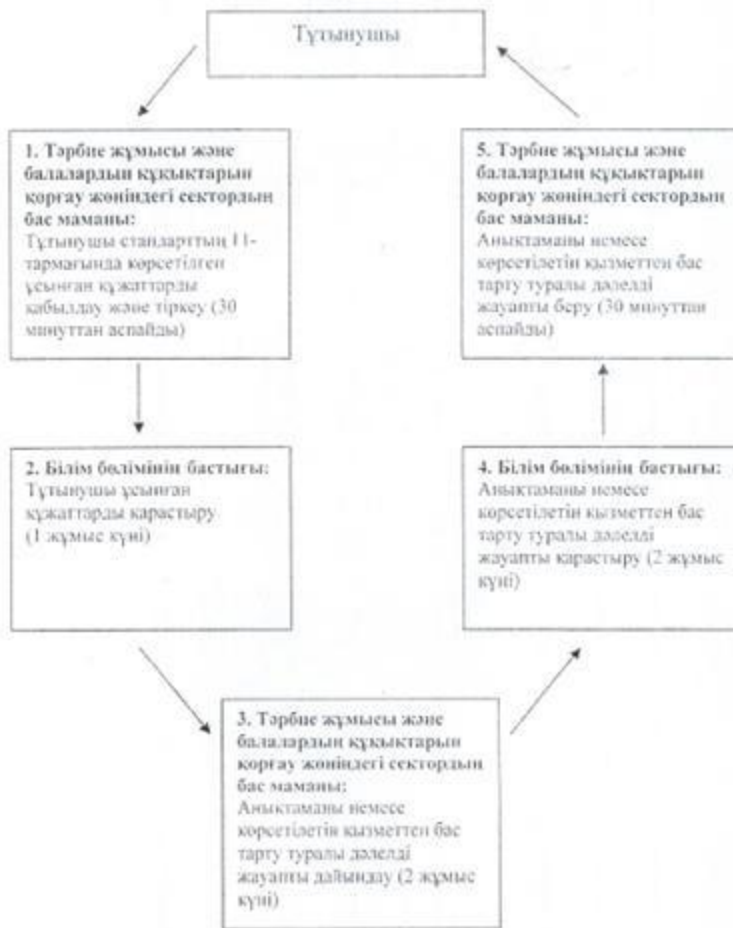 Тұтынушы
1. Тәрбие жұмысы және
балалардың құқықтарын
қорғау жөніндегі сектордың
бас маманы:
Тұтынушы стандарттың 11-
тармағында көрсетілген
ұсынған құжаттарды
қабылдау және тіркеу (30
минуттан аспайды)
2. Білім бөлімінің бастығы:
Тұтынушы ұсынған
құжаттарды қарастыру
(1 жұмыс күні)
3. Тәрбие жұмысы және
балалардың құқықтарын
қорғау жөніндегі сектордың
бас маманы:
Анықтаманы немесе
көрсетілетін қызметтен бас
тарту туралы дәлелді
жауапты дайындау (2 жұмыс
күні)
4. Білім бөлімінің бастығы:
Анықтаманы немесе
көрсетілетін қызметтен бас
тарту туралы дәлелді
жауапты қарастыру (2 жұмыс
күні)
5. Тәрбие жұмысы және
балалардың құқықтарын
қорғау жөніндегі сектордың
бас маманы:
Анықтаманы немесе
көрсетілетін қызметтен бас
тарту туралы дәлелді
жауапты беру (30 минуттан
аспайды)